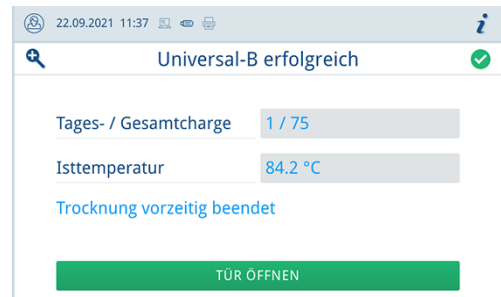 22.09.2021 11:37
i
Universal-B erfolgreich
Tages- / Gesamtcharge 1 / 75
Isttemperatur 84.2 °C
Trocknung vorzeitig beendet
TÜR ÖFFNEN